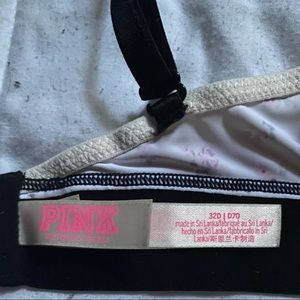 PINK
32D | D70
made in Sri Lanka/fabriqué au Sri
Lanka/
hecho en Sri Lanka/fabbricato in Sri
Lanka/斯里兰卡制造